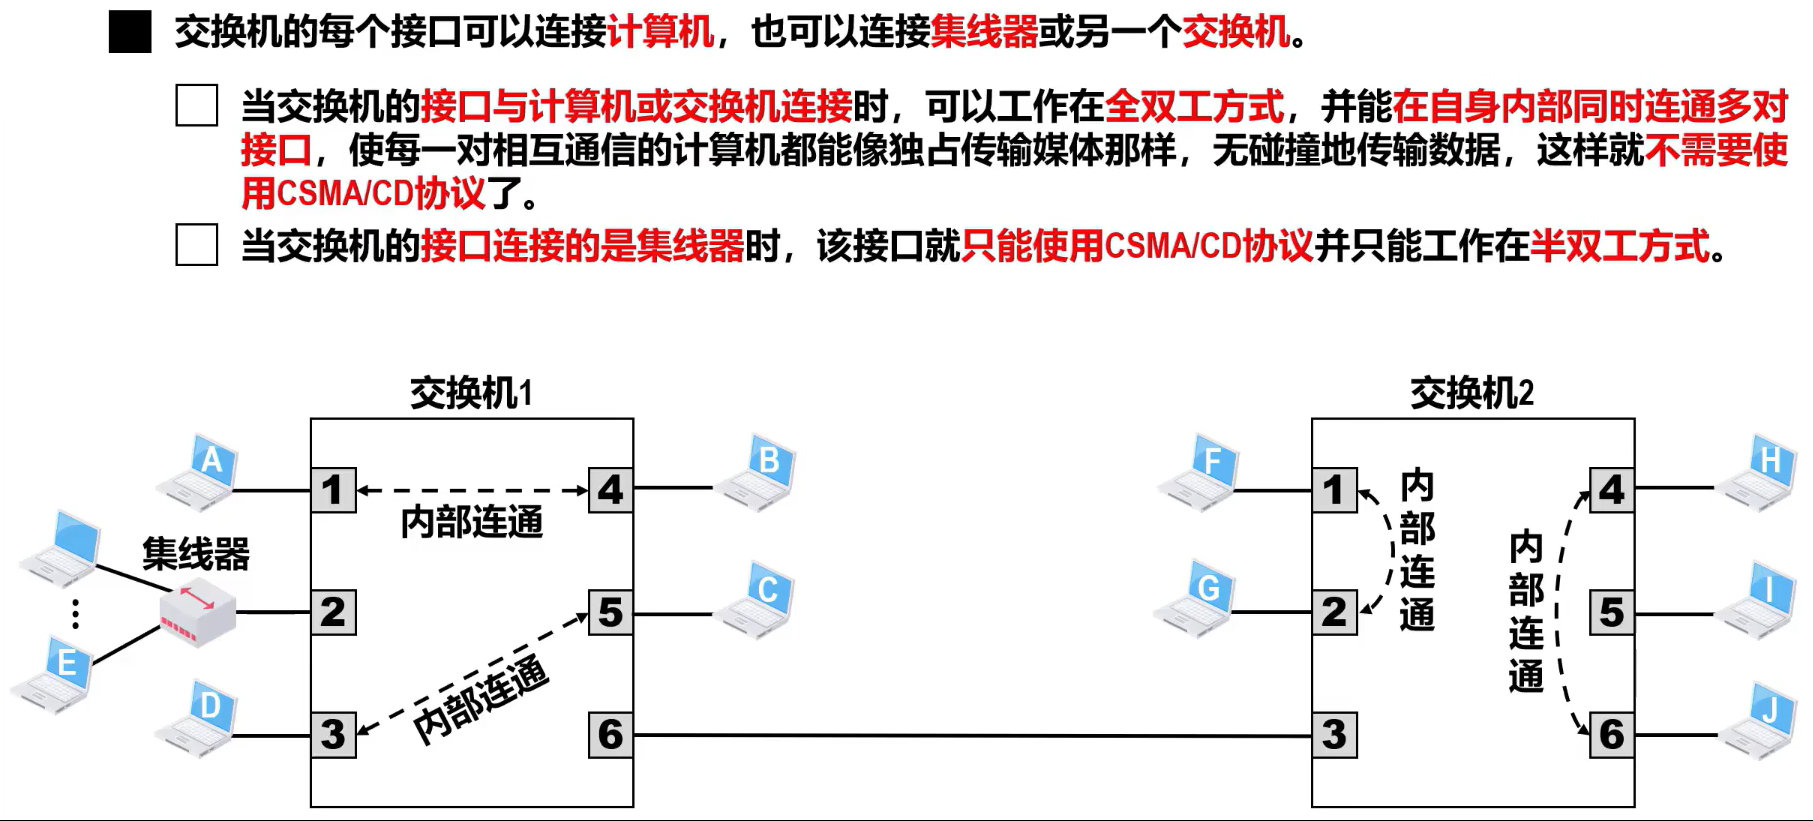 交换机的每个接口可以连接计算机，也可以连接集线器或另一个交换机。
当交换机的接口与计算机或交换机连接时，可以工作在全双工方式，并能在自身内部同时连通多对
接口，使每一对相互通信的计算机都能像独占传输媒体那样，无碰撞地传输数据，这样就不需要使
用CSMA/CD协议了。
当交换机的接口连接的是集线器时，该接口就只能使用CSMA/CD协议并只能工作在半双工方式。
交换机1
A
1
内部连通
4
B
集线器
2
5
C
E
D
3
内部连通
6
交换机2
F
1
内部连通
4
H
G
2
内部连通
5
I
3
6
J